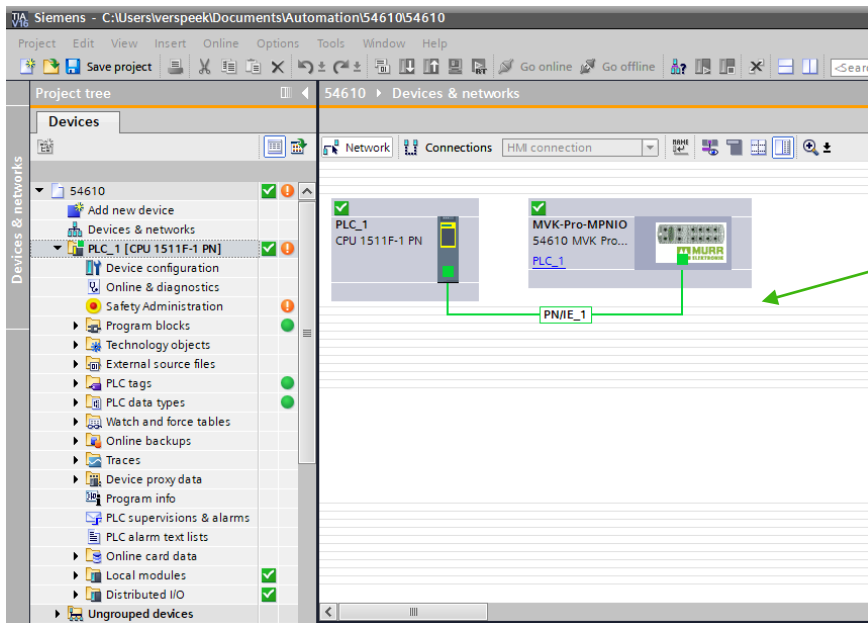 TIA V16 Siemens - C:\Users\verspeek\Documents\Automation\54610\54610
Project Edit View Insert Online Options Tools Window Help
Save project Go online Go offline <Sear
Project tree
54610 Devices & networks
Devices
Network Connections HMI connection
Devices & networks
54610
Add new device
Devices & networks
PLC_1 [CPU 1511F-1 PN]
Device configuration
Online & diagnostics
Safety Administration
Program blocks
Technology objects
External source files
PLC tags
PLC data types
Watch and force tables
Online backups
Traces
Device proxy data
Program info
PLC supervisions & alarms
PLC alarm text lists
Online card data
Local modules
Distributed I/O
Ungrouped devices
PLC_1
CPU 1511F-1 PN
MVK-Pro-MPNIO
54610 MVK Pro...
PLC_1
MURR
ELEKTRONIK
PN/IE_1